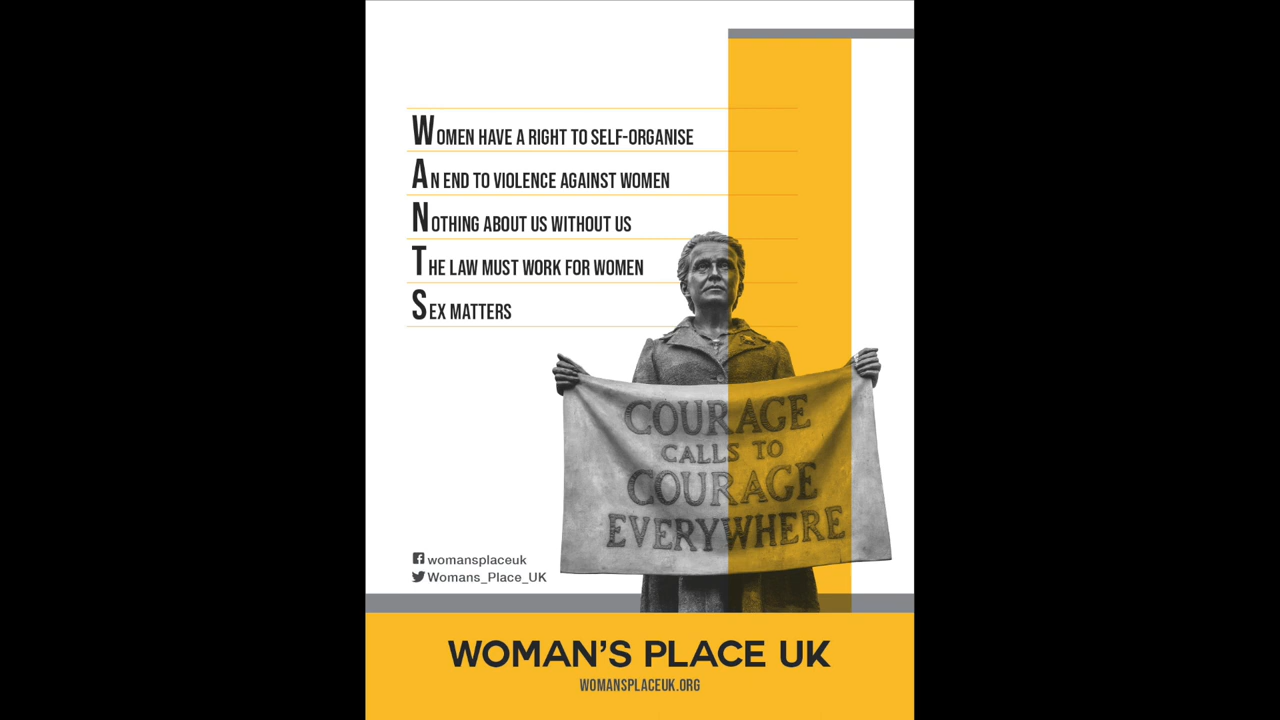 WOMEN HAVE A RIGHT TO SELF-ORGANISE
AN END TO VIOLENCE AGAINST WOMEN
NOTHING ABOUT US WITHOUT US
THE LAW MUST WORK FOR WOMEN
SEX MATTERS
COURAGE
CALLS TO
COURAGE
EVERYWHERE
womansplaceuk
Womans_Place_UK
WOMAN'S PLACE UK
WOMANSPLACEUK.ORG